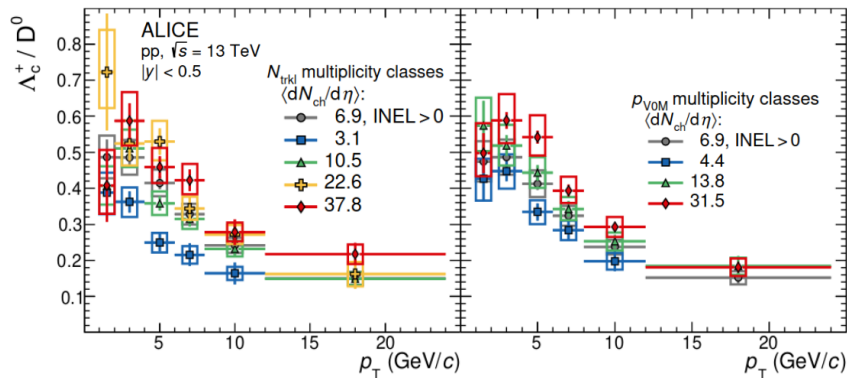 Λc+ / D0
0.8
0.7
0.6
0.5
0.4
0.3
0.2
0.1
ALICE
pp, √s = 13 TeV
|y| < 0.5
Ntrkl multiplicity classes
⟨dNch/dη⟩:
6.9, INEL > 0
3.1
10.5
22.6
37.8
5 10 15 20
pT (GeV/c)
pV0M multiplicity classes
⟨dNch/dη⟩:
6.9, INEL > 0
4.4
13.8
31.5
5 10 15 20
pT (GeV/c)